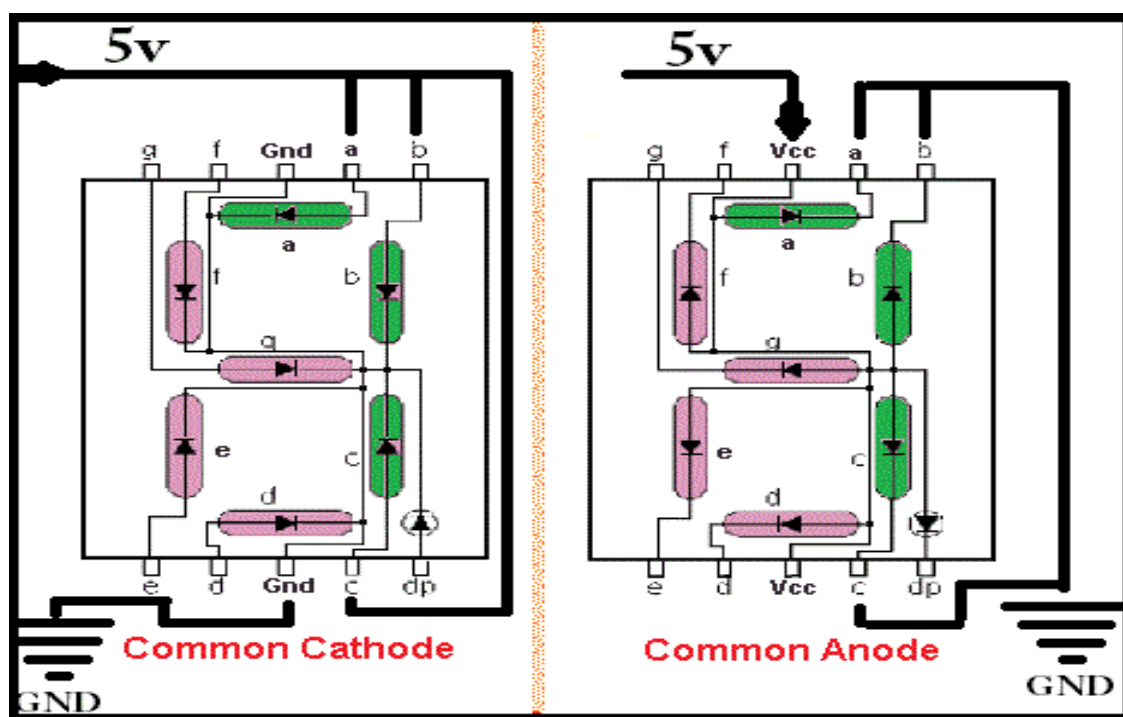 5v
g f Gnd a b
a
f b
g
e c
d
e d Gnd c dp
Common Cathode
GND
5v
g f Vcc a b
a
f b
g
e c
d
e d Vcc c dp
Common Anode
GND